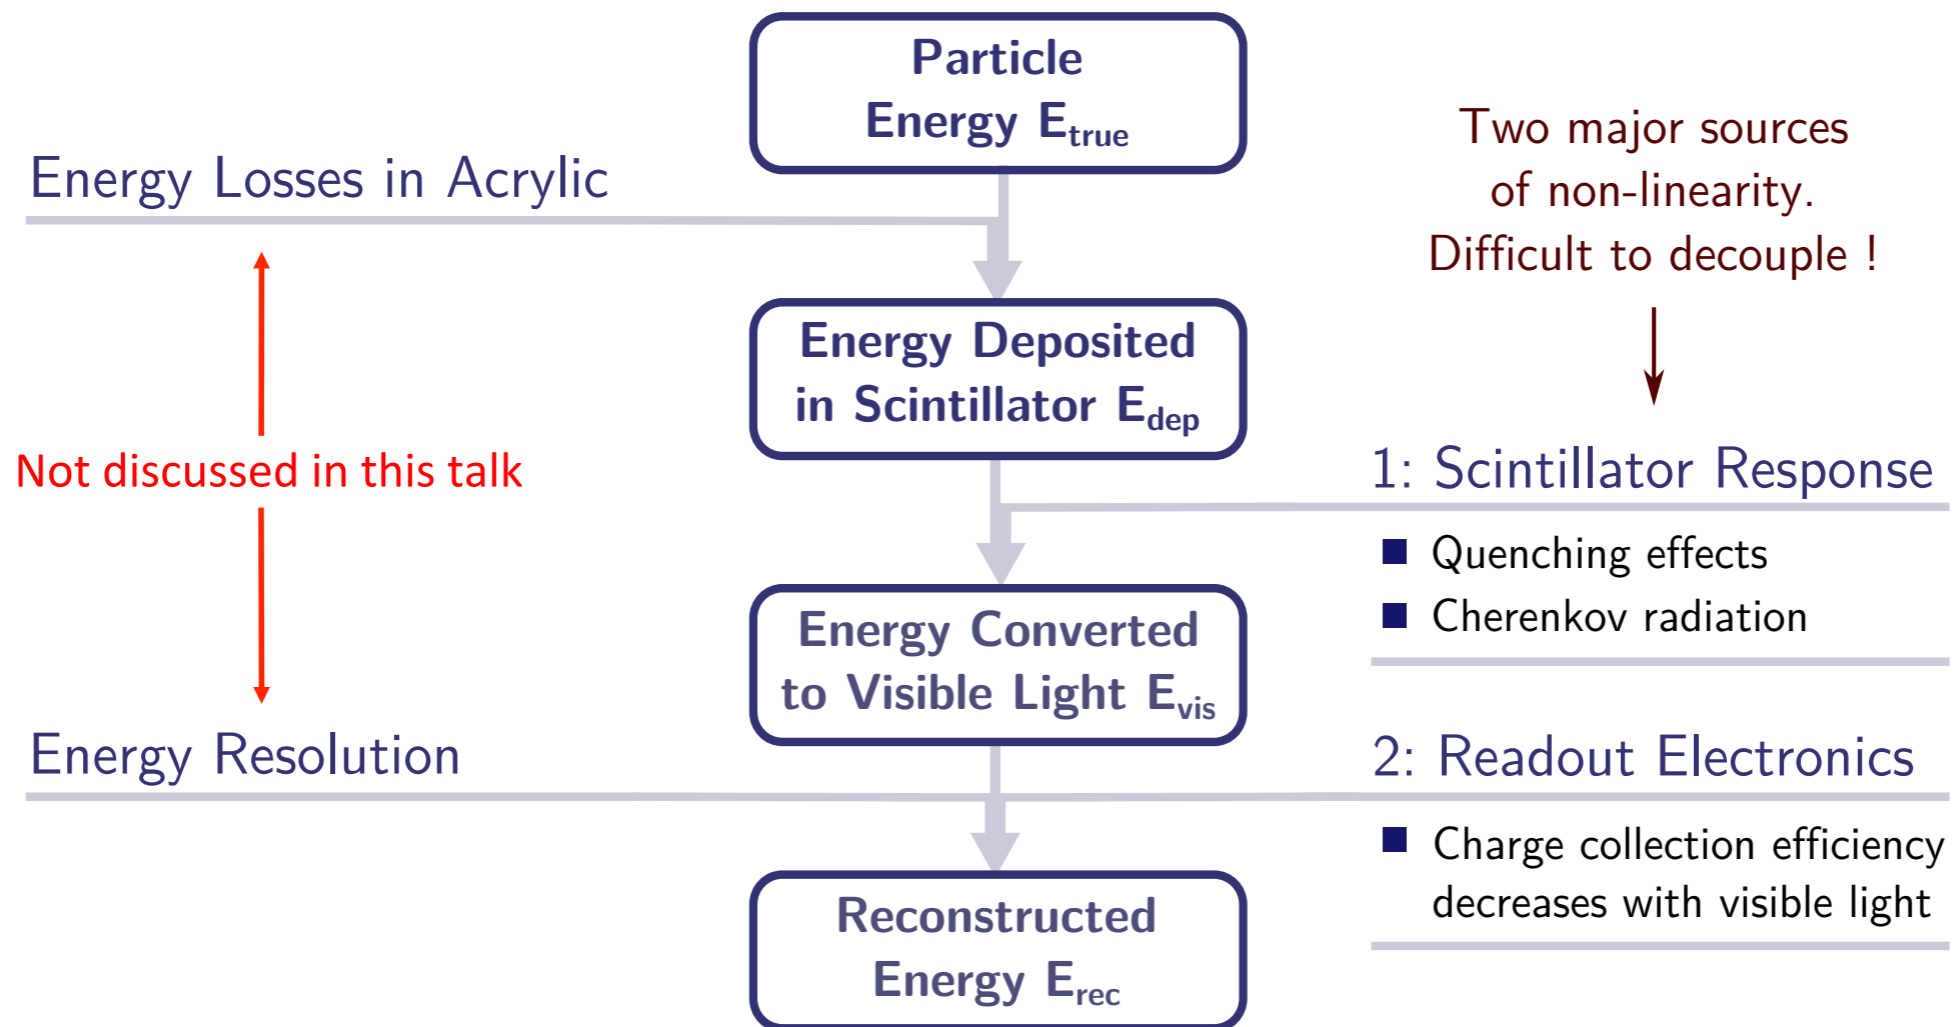 Particle
Energy E_true
Energy Losses in Acrylic
Two major sources
of non-linearity.
Difficult to decouple !
Energy Deposited
in Scintillator E_dep
Not discussed in this talk
1: Scintillator Response
Quenching effects
Cherenkov radiation
Energy Converted
to Visible Light E_vis
Energy Resolution
2: Readout Electronics
Charge collection efficiency
decreases with visible light
Reconstructed
Energy E_rec